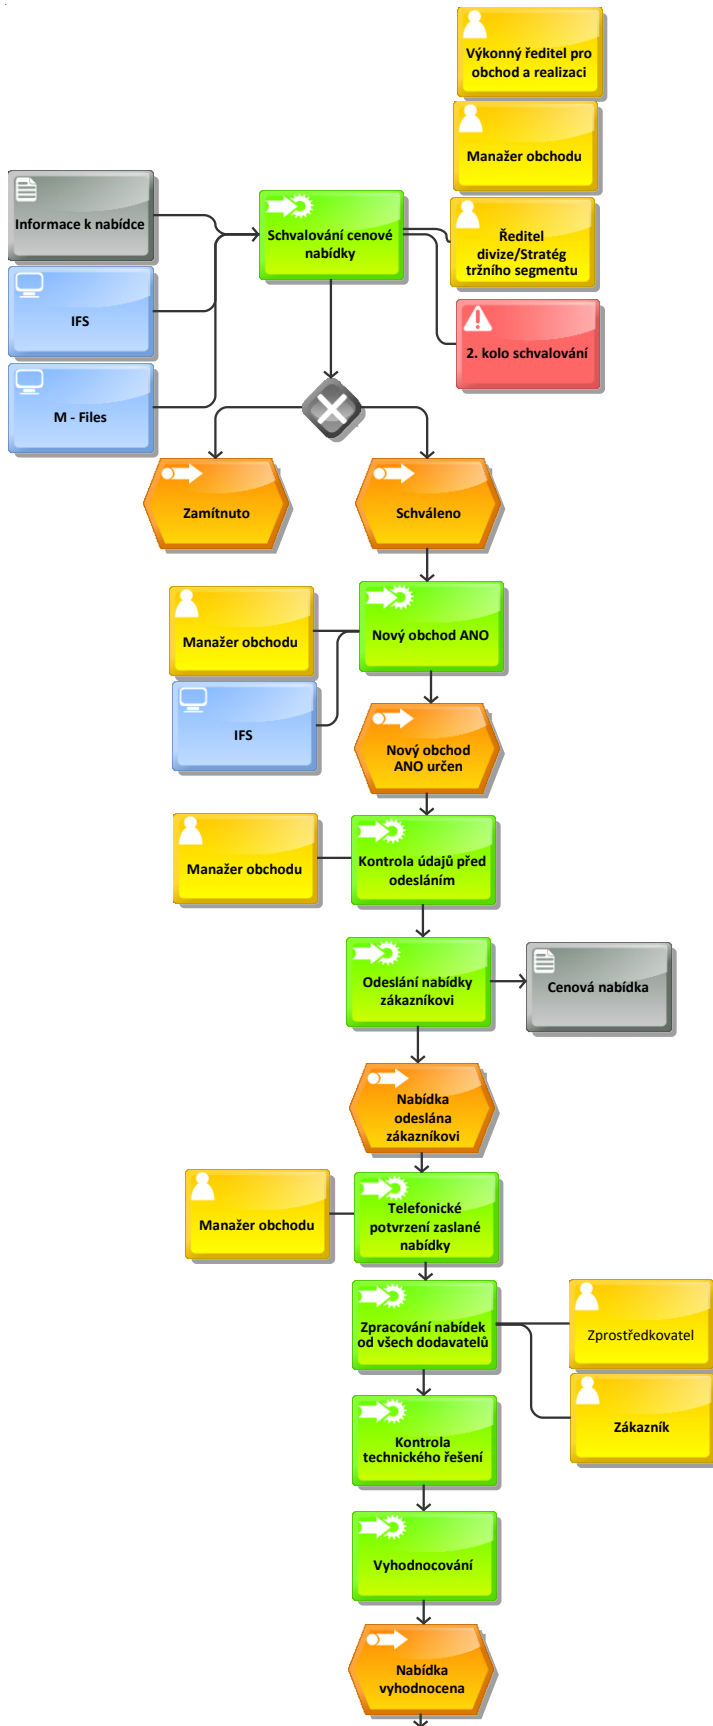 Výkonný ředitel pro
obchod a realizaci
Manažer obchodu
Informace k nabídce
Schvalování cenové
nabídky
Ředitel
divize/Stratég
tržního segmentu
IFS
2. kolo schvalování
M - Files
Zamítnuto
Schváleno
Manažer obchodu
Nový obchod ANO
IFS
Nový obchod
ANO určen
Manažer obchodu
Kontrola údajů před
odesláním
Odeslání nabídky
zákazníkovi
Cenová nabídka
Nabídka
odeslána
zákazníkovi
Manažer obchodu
Telefonické
potvrzení zaslané
nabídky
Zpracování nabídek
od všech dodavatelů
Zprostředkovatel
Zákazník
Kontrola
technického řešení
Vyhodnocování
Nabídka
vyhodnocena